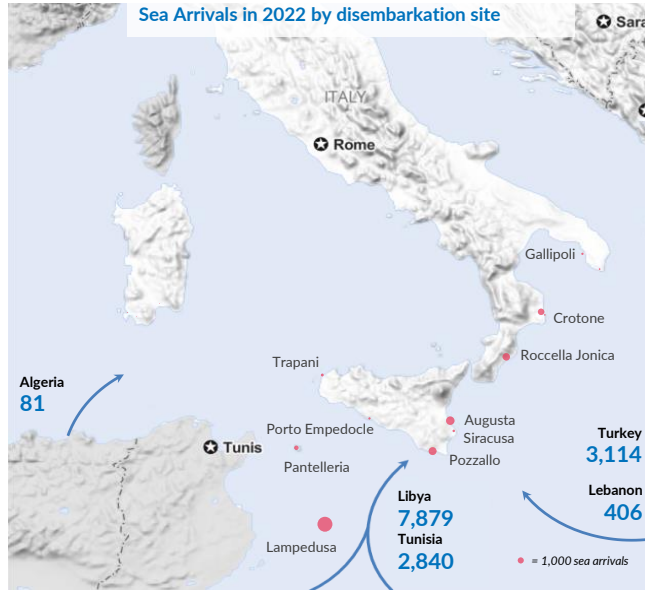 Sea Arrivals in 2022 by disembarkation site
Sara
ITALY
Rome
Gallipoli
Crotone
Roccella Jonica
Trapani
Algeria
81
Augusta
Porto Empedocle
Siracusa
Turkey
Tunis
3,114
Pozzallo
Pantelleria
Lebanon
Libya
406
7,879
Tunisia
Lampedusa
2,840
= 1,000 sea arrivals